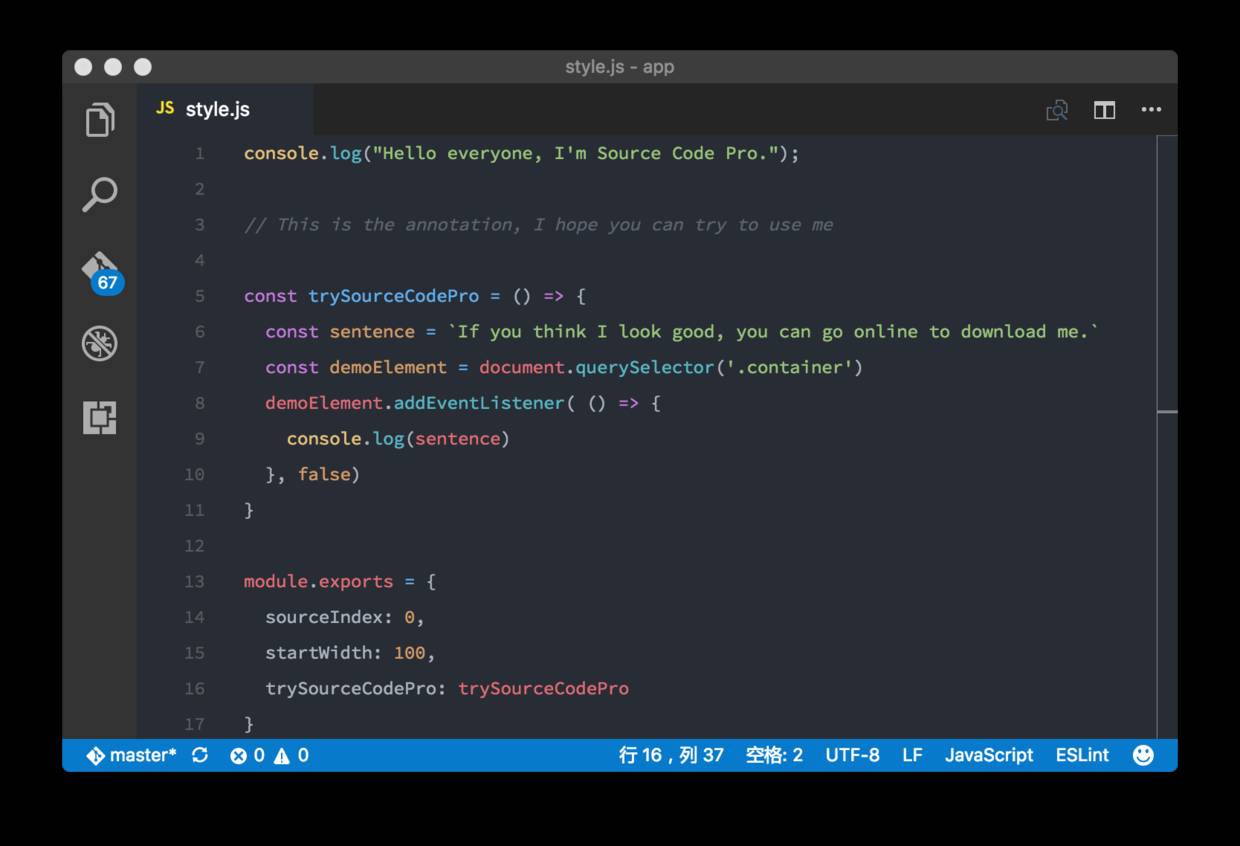 style.js - app
JS style.js
1 console.log("Hello everyone, I'm Source Code Pro.");
2
3 // This is the annotation, I hope you can try to use me
4
5 const trySourceCodePro = () => {
6   const sentence = `If you think I look good, you can go online to download me.`
7   const demoElement = document.querySelector('.container')
8   demoElement.addEventListener( () => {
9     console.log(sentence)
10   }, false)
11 }
12
13 module.exports = {
14   sourceIndex: 0,
15   startWidth: 100,
16   trySourceCodePro: trySourceCodePro
17 }
67
master* 0 0 行 16，列 37 空格: 2 UTF-8 LF JavaScript ESLint